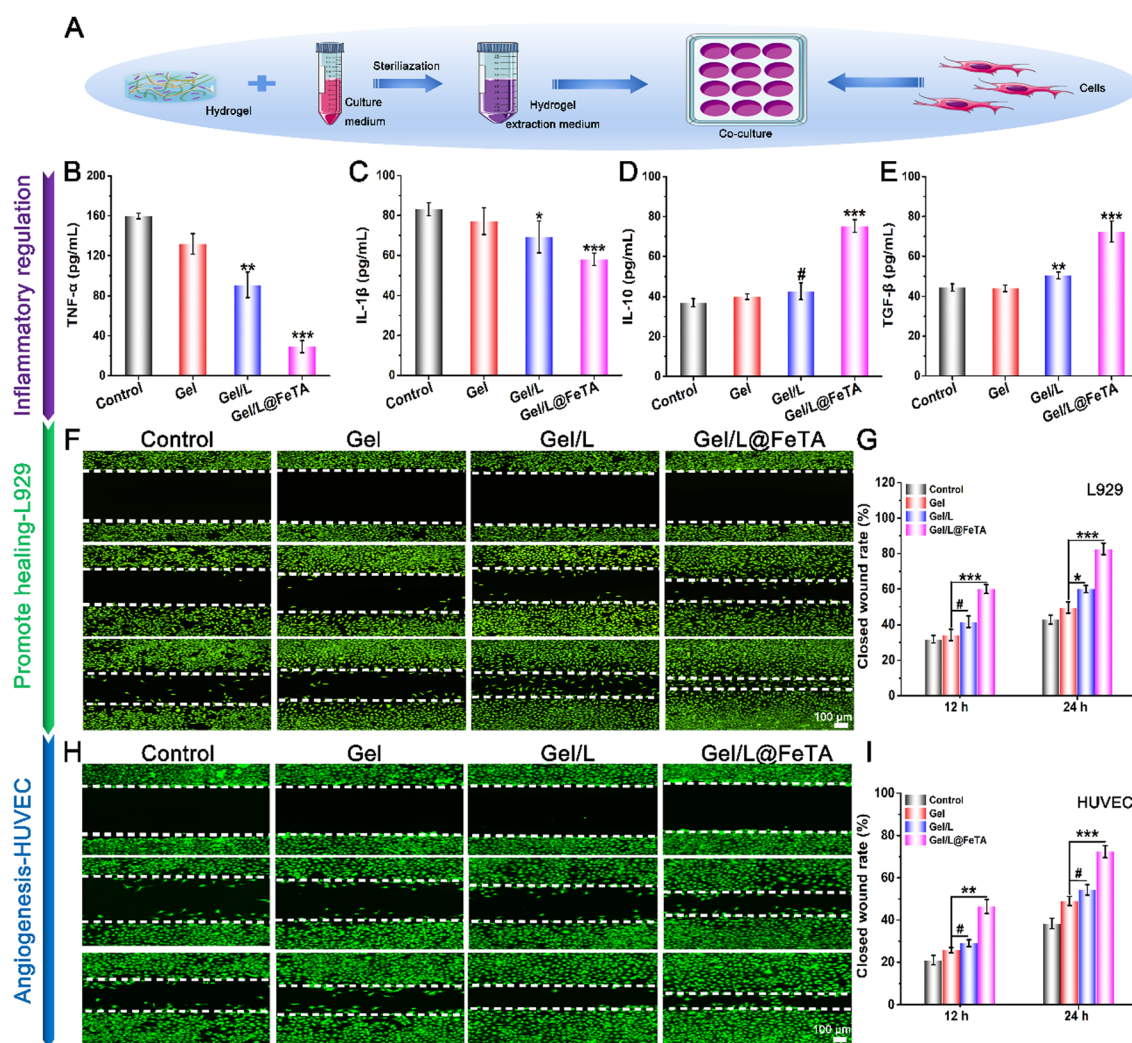 A
Hydrogel
Culture
medium
Steriliazation
Hydrogel
extraction medium
Co-culture
Cells
Inflammatory regulation
B
TNF-α (pg/mL)
200
160
120
80
40
0
**
***
Control
Gel
Gel/L
Gel/L@FeTA
C
IL-1β (pg/mL)
100
80
60
40
20
0
*
***
Control
Gel
Gel/L
Gel/L@FeTA
D
IL-10 (pg/mL)
100
80
60
40
20
0
#
***
Control
Gel
Gel/L
Gel/L@FeTA
E
TGF-β (pg/mL)
100
80
60
40
20
0
**
***
Control
Gel
Gel/L
Gel/L@FeTA
Promote healing-L929
F
Control
Gel
Gel/L
Gel/L@FeTA
100 μm
G
Closed wound rate (%)
120
100
80
60
40
20
0
Control
Gel
Gel/L
Gel/L@FeTA
L929
#
***
*
***
12 h
24 h
Angiogenesis-HUVEC
H
Control
Gel
Gel/L
Gel/L@FeTA
100 μm
I
Closed wound rate (%)
100
80
60
40
20
0
Control
Gel
Gel/L
Gel/L@FeTA
HUVEC
#
**
#
***
12 h
24 h